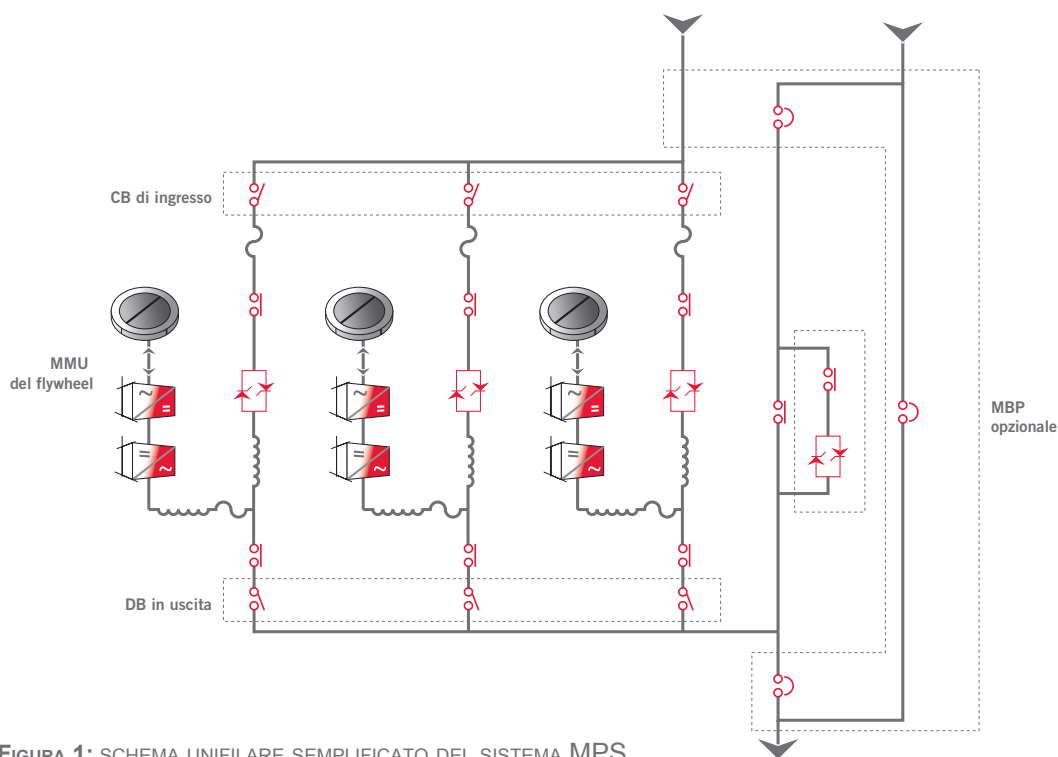 CB di ingresso
MMU
del flywheel
MBP
opzionale
DB in uscita
FIGURA 1: SCHEMA UNIFILARE SEMPLIFICATO DEL SISTEMA MPS